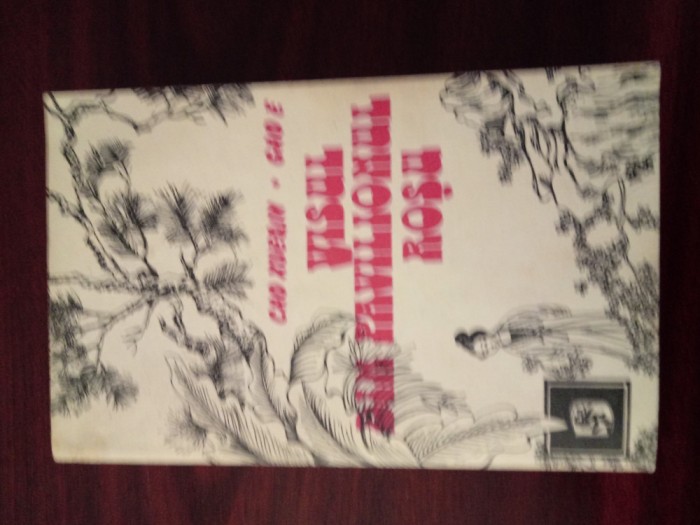 CAO XUEQIN - GAO E
VISUL
DIN PAVILIONUL
ROȘU